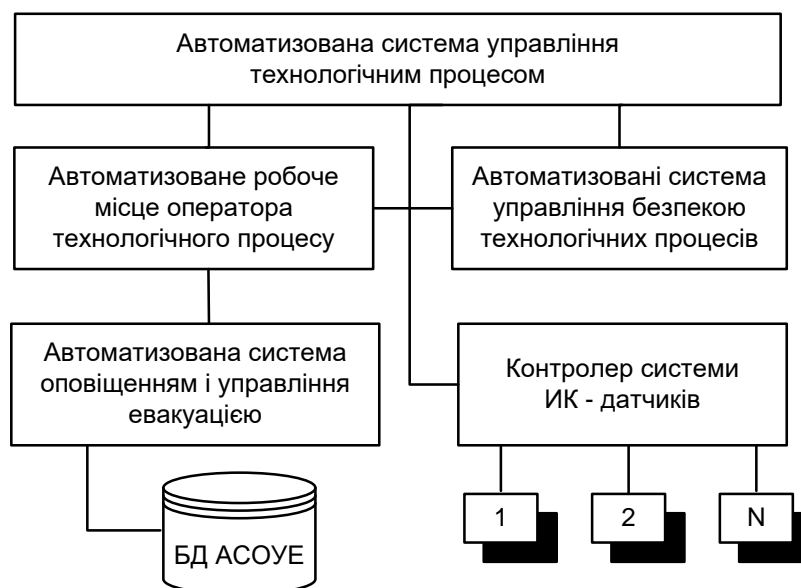 Автоматизована система управління
технологічним процесом
Автоматизоване робоче
місце оператора
технологічного процесу
Автоматизовані система
управління безпекою
технологічних процесів
Автоматизована система
оповіщенням і управління
евакуацією
Контролер системи
ИК - датчиків
БД АСОУЕ
1
2
N